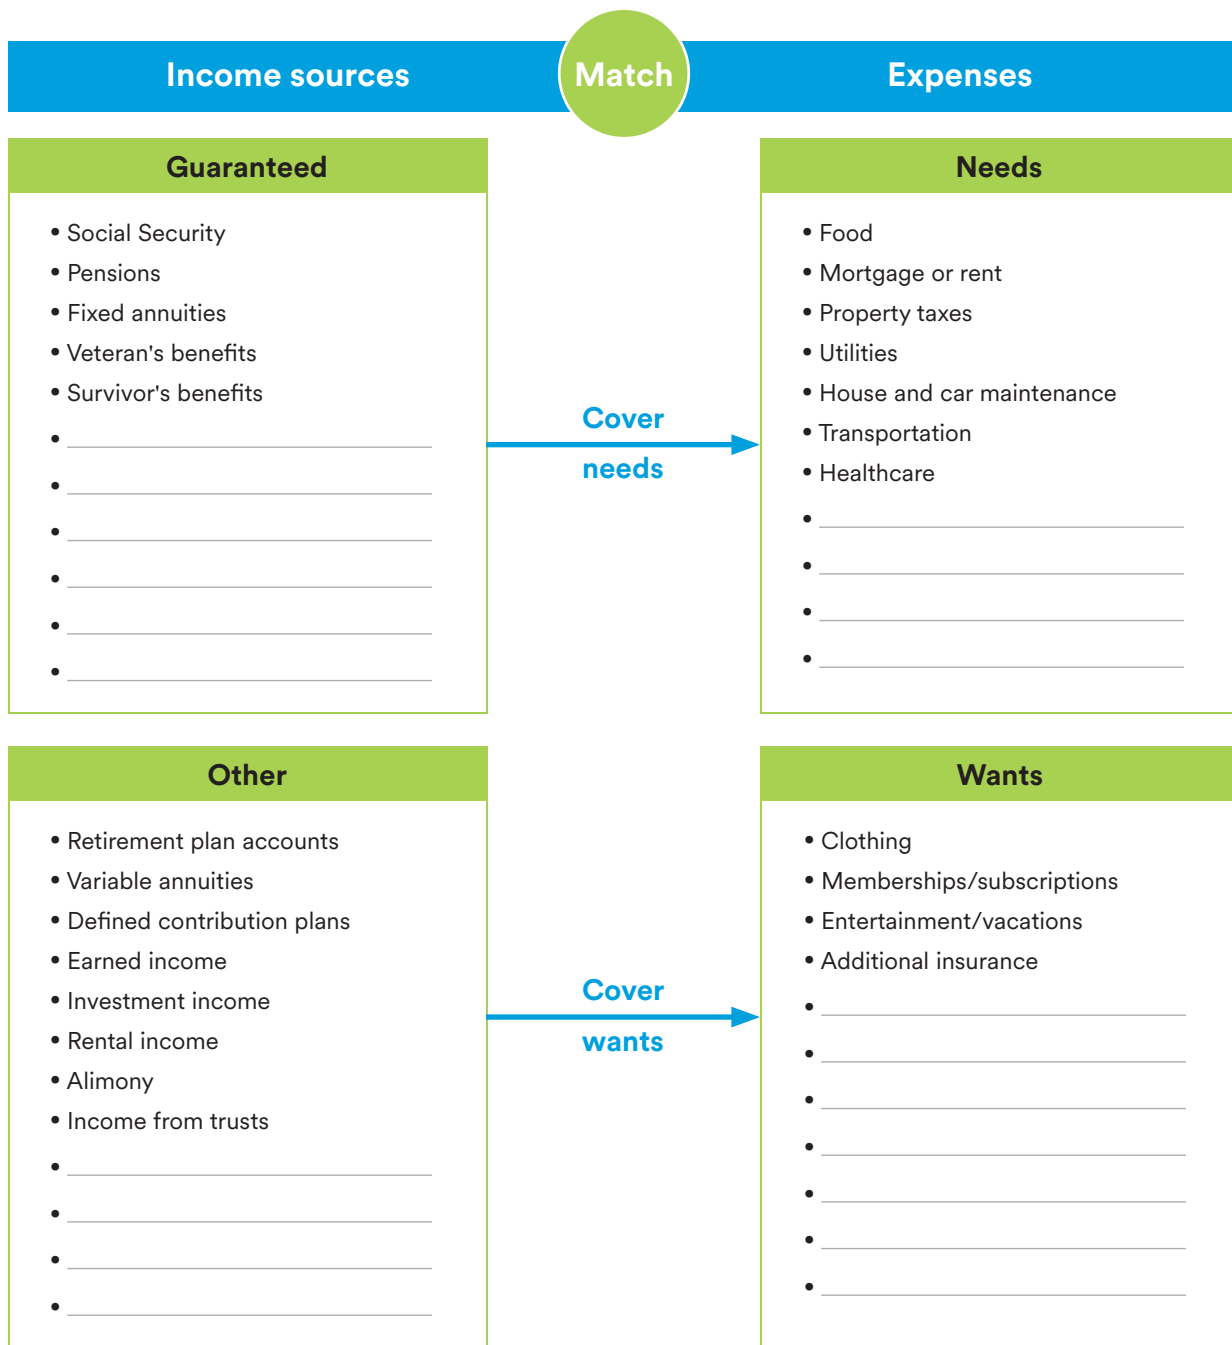 Income sources
Match
Expenses
Guaranteed
• Social Security
• Pensions
• Fixed annuities
• Veteran's benefits
• Survivor's benefits
•
•
•
•
•
•
Cover
needs
Needs
• Food
• Mortgage or rent
• Property taxes
• Utilities
• House and car maintenance
• Transportation
• Healthcare
•
•
•
•
Other
• Retirement plan accounts
• Variable annuities
• Defined contribution plans
• Earned income
• Investment income
• Rental income
• Alimony
• Income from trusts
•
•
•
•
Cover
wants
Wants
• Clothing
• Memberships/subscriptions
• Entertainment/vacations
• Additional insurance
•
•
•
•
•
•
•